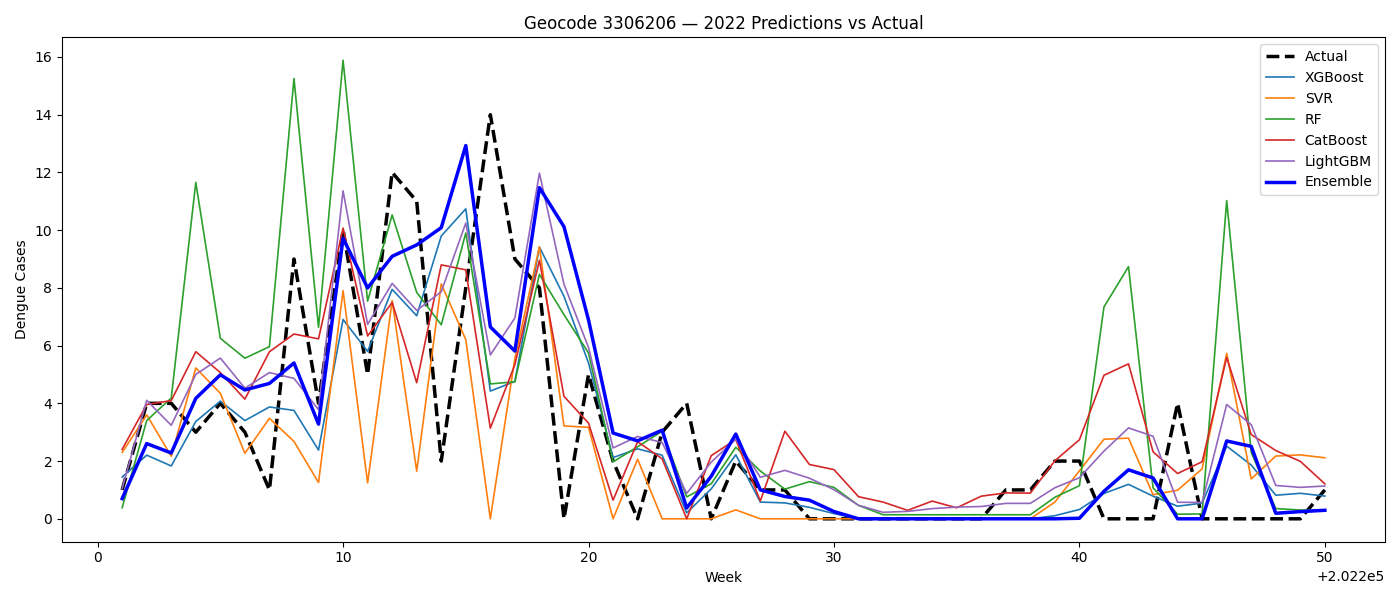 Geocode 3306206 — 2022 Predictions vs Actual
Dengue Cases
16
14
12
10
8
6
4
2
0
Actual
XGBoost
SVR
RF
CatBoost
LightGBM
Ensemble
0 10 20 30 40 50
Week
+2.022e5